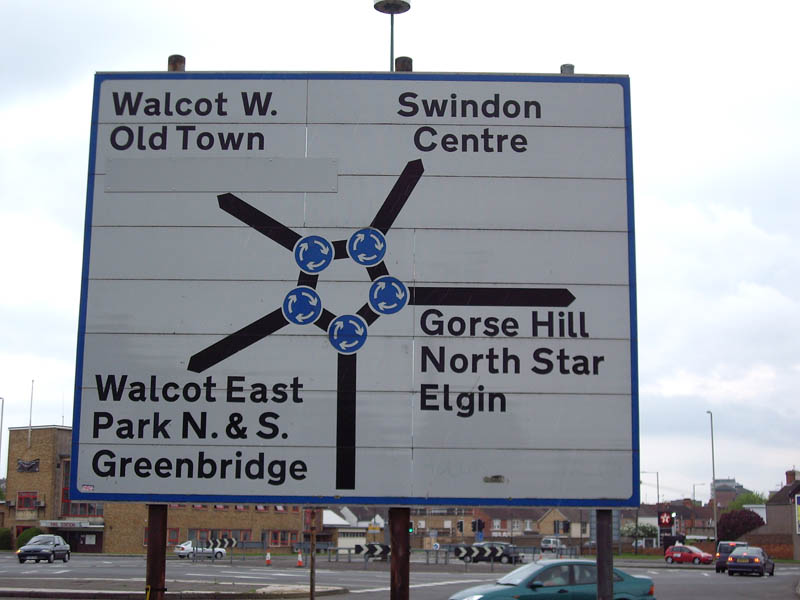 Walcot W.
Old Town
Swindon
Centre
Gorse Hill
North Star
Elgin
Walcot East
Park N. & S.
Greenbridge